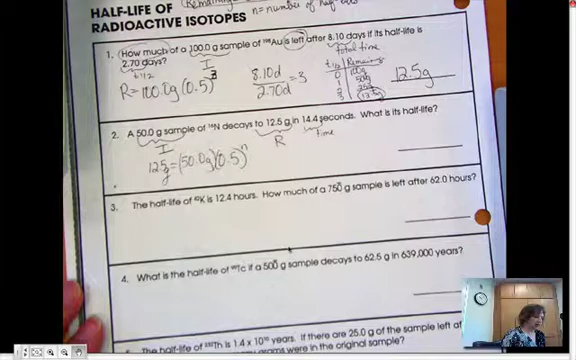 HALF-LIFE OF
RADIOACTIVE ISOTOPES
n=number of half
1. How much of a 100.0 g sample of ¹⁹⁸Au is left after 8.10 days if its half-life is
2.70 days?
total time
t 1/2
I
R=100.0g(0.5)³
8.10d
2.70d
=3
t 1/2 Remaining
0 100g
1 50g
2 25g
3 12.5g
12.5g
2. A 50.0 g sample of ¹⁶N decays to 12.5 g in 14.4 seconds. What is its half-life?
I
R
time
12.5g=(50.0g)(0.5)ⁿ
3. The half-life of ⁴²K is 12.4 hours. How much of a 750 g sample is left after 62.0 hours?
4. What is the half-life of ⁹⁹Tc if a 500 g sample decays to 62.5 g in 639,000 years?
The half-life of ²³²Th is 1.4 x 10¹⁰ years. If there are 25.0 g of the sample left
grams were in the original sample?